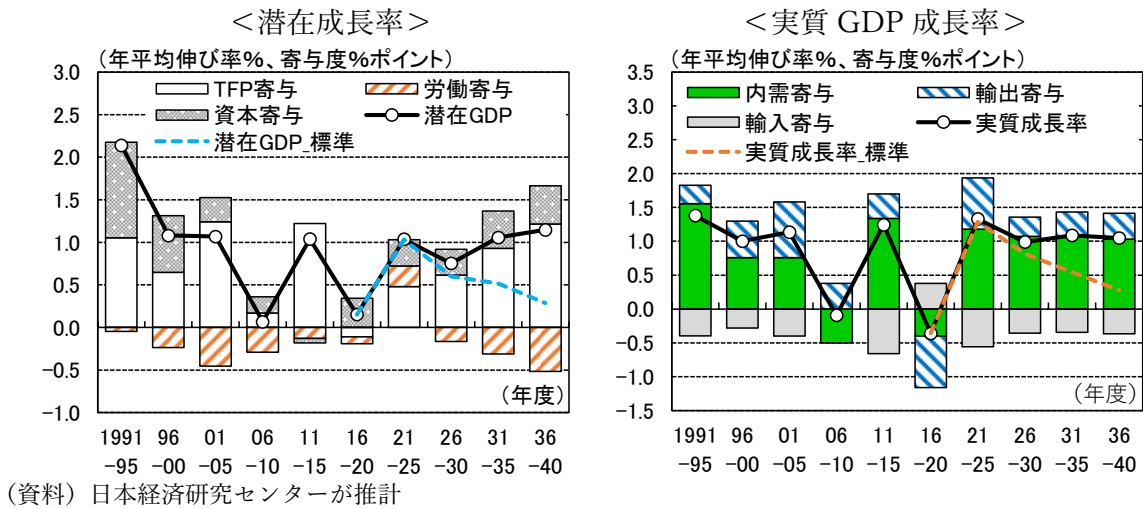 ＜潜在成長率＞
（年平均伸び率%、寄与度%ポイント）
3.0
2.5
2.0
1.5
1.0
0.5
0.0
−0.5
−1.0
TFP寄与
労働寄与
資本寄与
潜在GDP
潜在GDP_標準
（年度）
1991 96 01 06 11 16 21 26 31 36
−95 −00 −05 −10 −15 −20 −25 −30 −35 −40
＜実質 GDP 成長率＞
（年平均伸び率%、寄与度%ポイント）
3.5
3.0
2.5
2.0
1.5
1.0
0.5
0.0
−0.5
−1.0
−1.5
内需寄与
輸出寄与
輸入寄与
実質成長率
実質成長率_標準
（年度）
1991 96 01 06 11 16 21 26 31 36
−95 −00 −05 −10 −15 −20 −25 −30 −35 −40
（資料）日本経済研究センターが推計